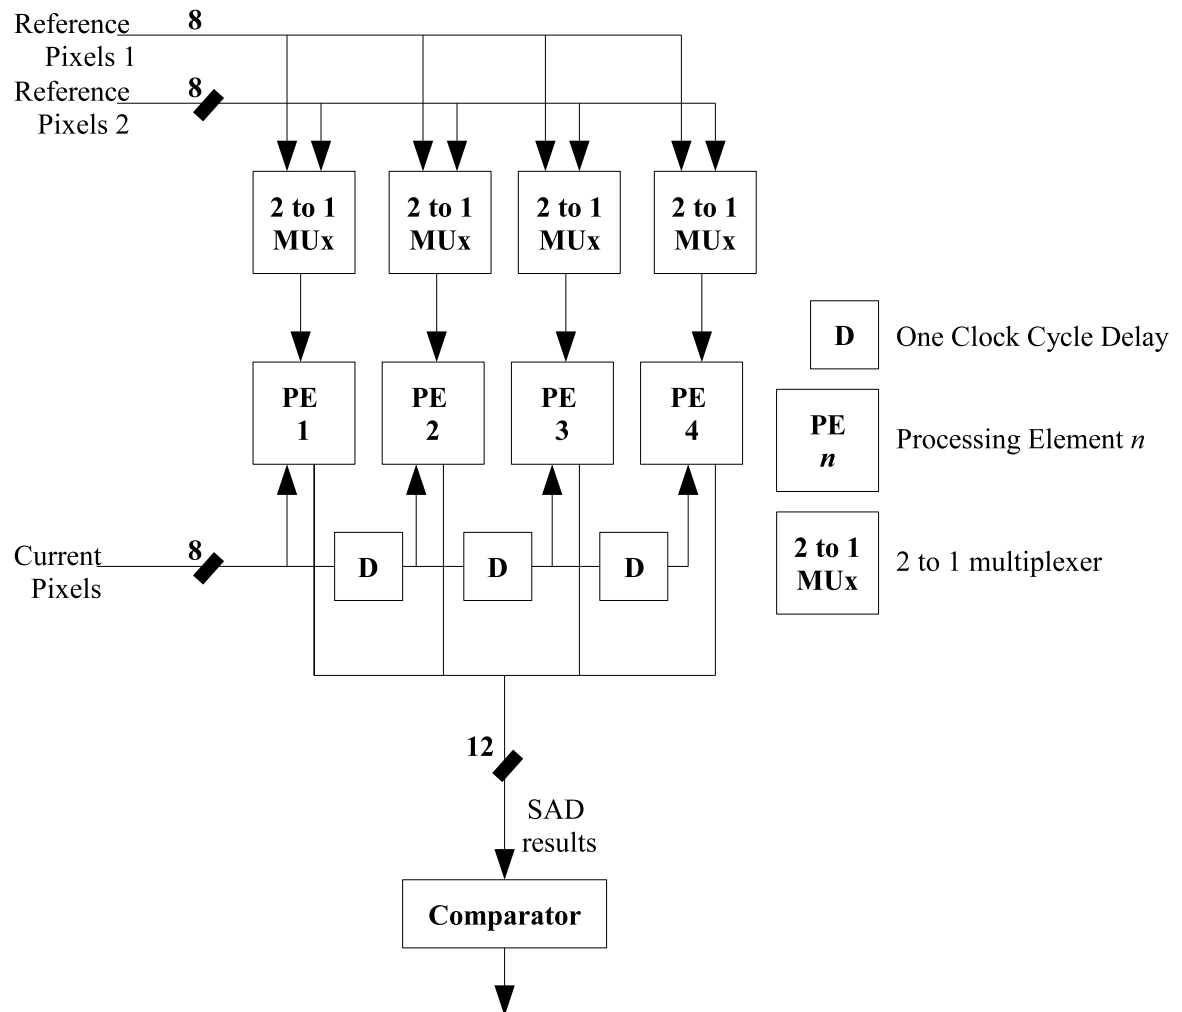 Reference
Pixels 1
8
Reference
Pixels 2
8
2 to 1
MUx
2 to 1
MUx
2 to 1
MUx
2 to 1
MUx
D
One Clock Cycle Delay
PE
1
PE
2
PE
3
PE
4
PE
n
Processing Element n
Current
Pixels
8
D
D
D
2 to 1
MUx
2 to 1 multiplexer
12
SAD
results
Comparator